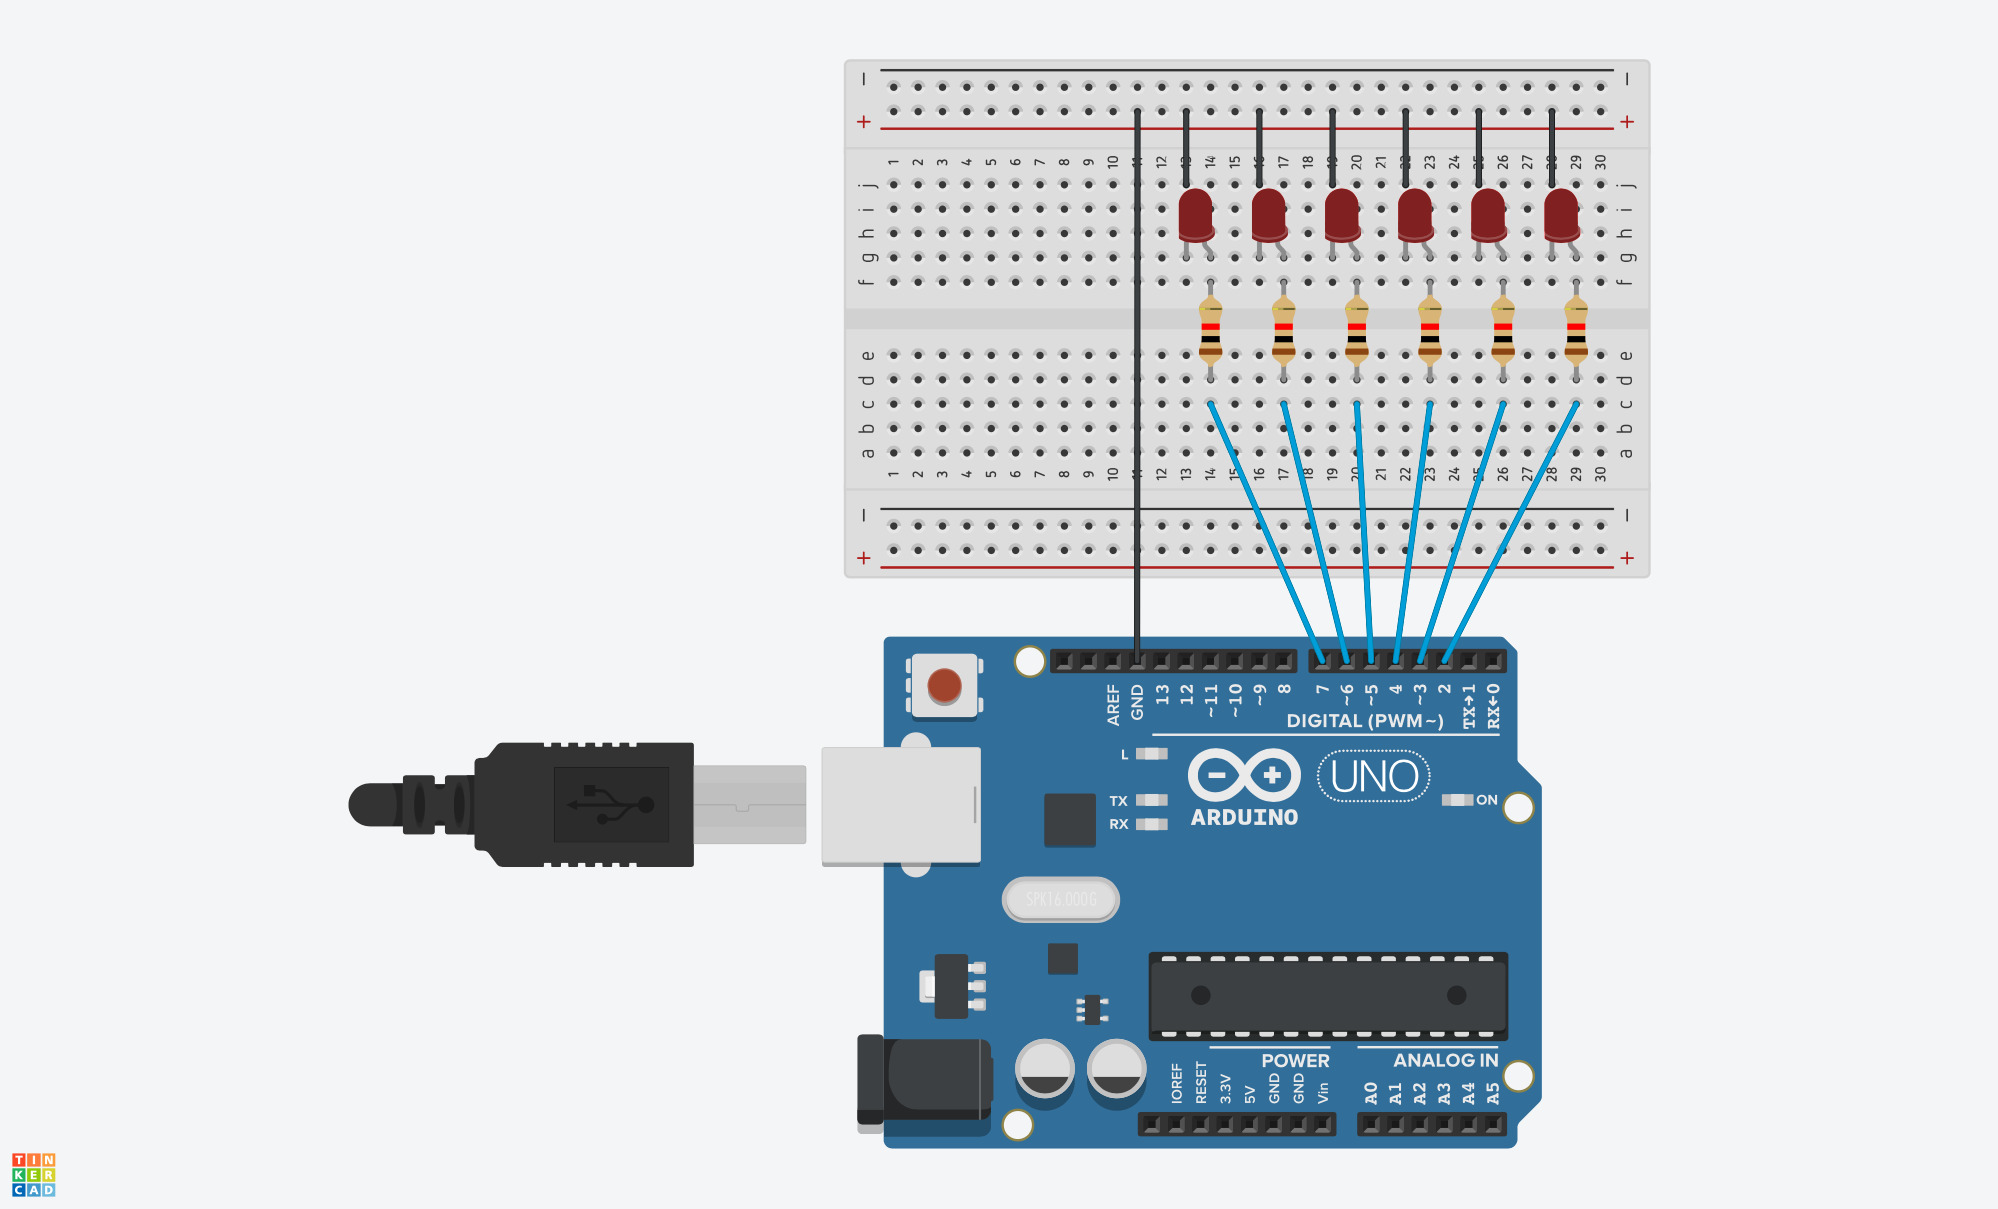 − −
+ +
1 2 3 4 5 6 7 8 9 10 11 12 13 14 15 16 17 18 19 20 21 22 23 24 25 26 27 28 29 30
j j
i i
h h
g g
f f
e e
d d
c c
b b
a a
1 2 3 4 5 6 7 8 9 10 11 12 13 14 15 16 17 18 19 20 21 22 23 24 25 26 27 28 29 30
− −
+ +
AREF GND 13 12 ~11 ~10 ~9 8 7 ~6 ~5 4 ~3 2 TX→1 RX←0
DIGITAL (PWM ~)
L
TX
RX
UNO
ON
ARDUINO
SPK16.000G
POWER
ANALOG IN
IOREF RESET 3.3V 5V GND GND Vin A0 A1 A2 A3 A4 A5
TIN
KER
CAD